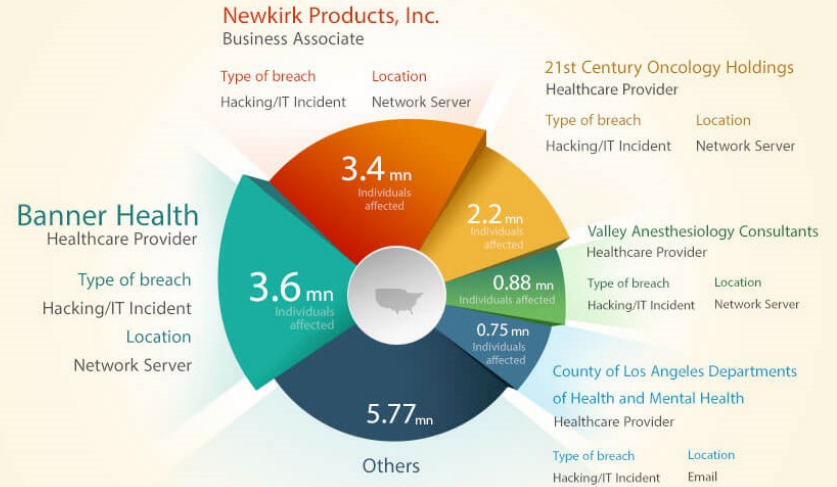 Newkirk Products, Inc.
Business Associate
Type of breach Location
Hacking/IT Incident Network Server
21st Century Oncology Holdings
Healthcare Provider
Type of breach Location
Hacking/IT Incident Network Server
3.4 mn
Individuals
affected
2.2 mn
Individuals
affected
Banner Health
Healthcare Provider
Type of breach
Hacking/IT Incident
Location
Network Server
3.6 mn
Individuals
affected
Valley Anesthesiology Consultants
Healthcare Provider
Type of breach Location
Hacking/IT Incident Network Server
0.88 mn
Individuals affected
0.75 mn
Individuals
affected
County of Los Angeles Departments
of Health and Mental Health
Healthcare Provider
Type of breach Location
Hacking/IT Incident Email
5.77 mn
Others